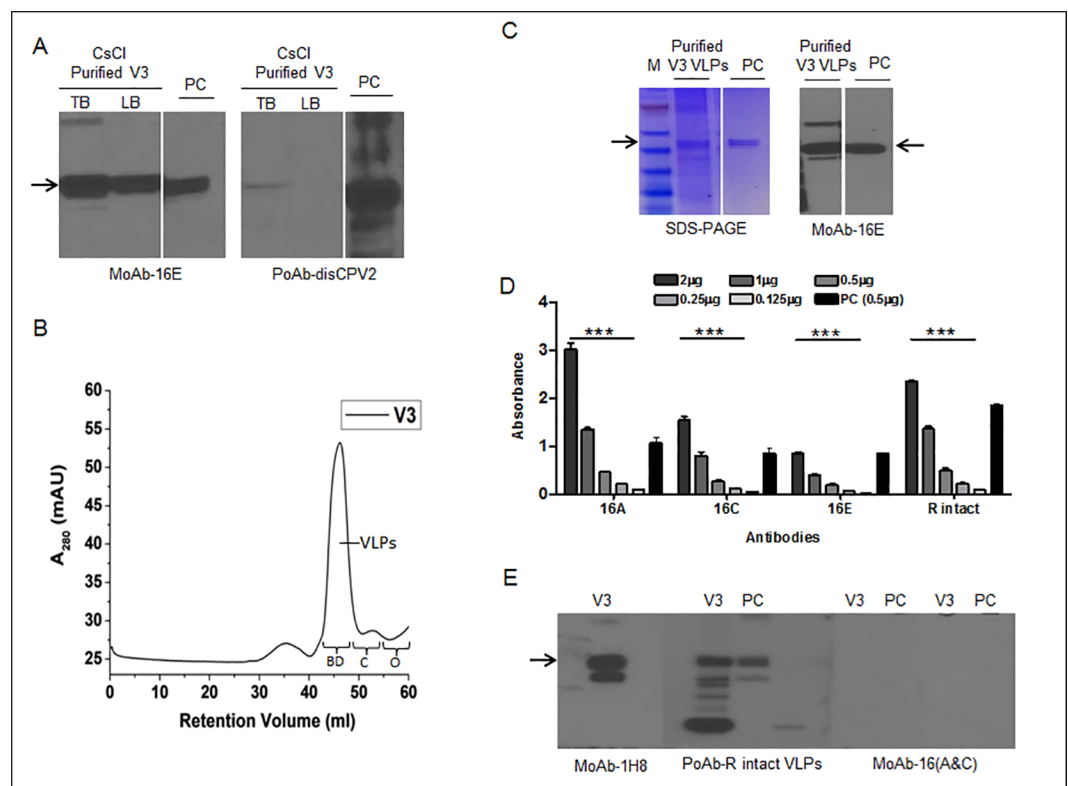 A
CsCl
Purified V3
PC
TB LB
CsCl
Purified V3
PC
TB LB
MoAb-16E
PoAb-disCPV2
B
60
55
50
45
40
35
30
25
A280 (mAU)
V3
VLPs
BD
C
O
0 10 20 30 40 50 60
Retention Volume (ml)
C
Purified
M V3 VLPs PC
Purified
V3 VLPs PC
SDS-PAGE
MoAb-16E
D
2µg 1µg 0.5µg
0.25µg 0.125µg PC (0.5µg)
4
3
2
1
0
Absorbance
*** *** *** ***
16A 16C 16E R intact
Antibodies
E
V3 V3 PC V3 PC V3 PC
MoAb-1H8 PoAb-R intact VLPs MoAb-16(A&C)